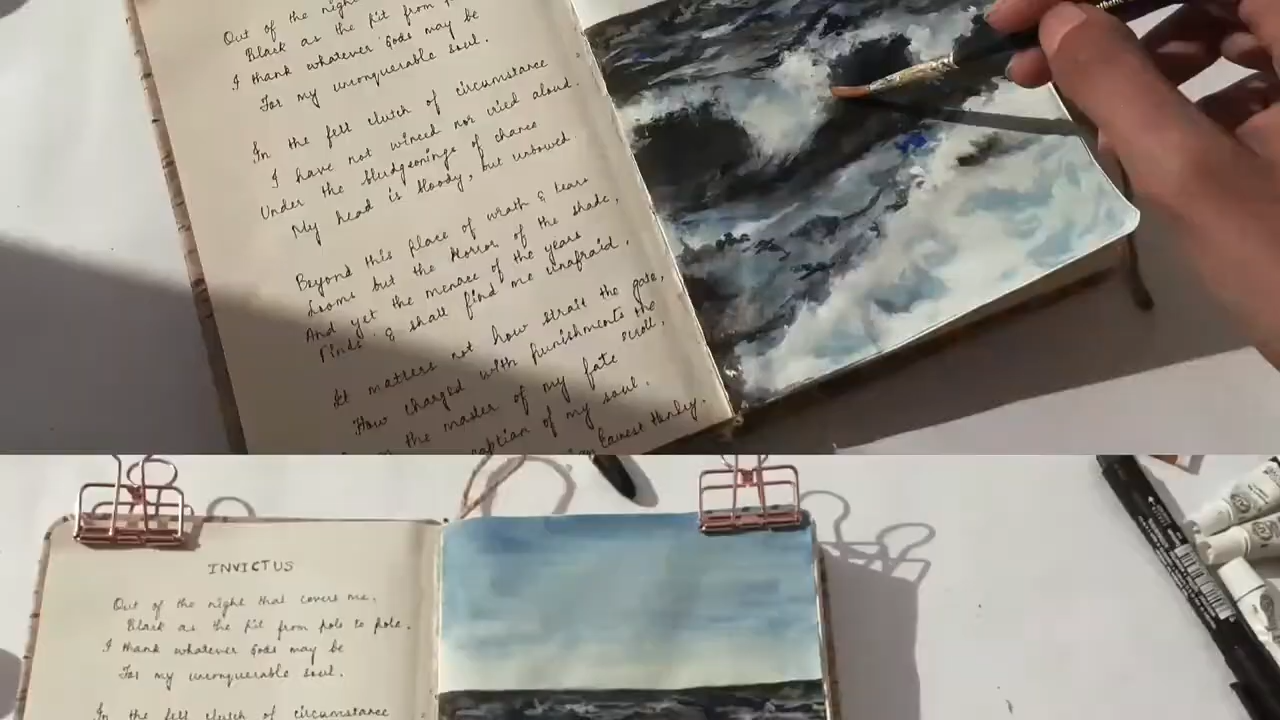 Out of the night
Black as the pit from
I thank whatever Gods may be
For my unconquerable soul.
In the fell clutch of circumstance
I have not winced nor cried aloud.
Under the bludgeonings of chance
My head is bloody, but unbowed.
Beyond this place of wrath & tears
Looms but the Horror of the shade,
And yet the menace of the years
Finds & shall find me unafraid,
It matters not how strait the gate,
How charged with punishments the scroll,
the master of my fate
captian of my soul.
Earnest Henley.
INVICTUS
Out of the night that covers me,
Black as the pit from pole to pole.
I thank whatever Gods may be
For my unconquerable soul.
In the fell clutch of circumstance